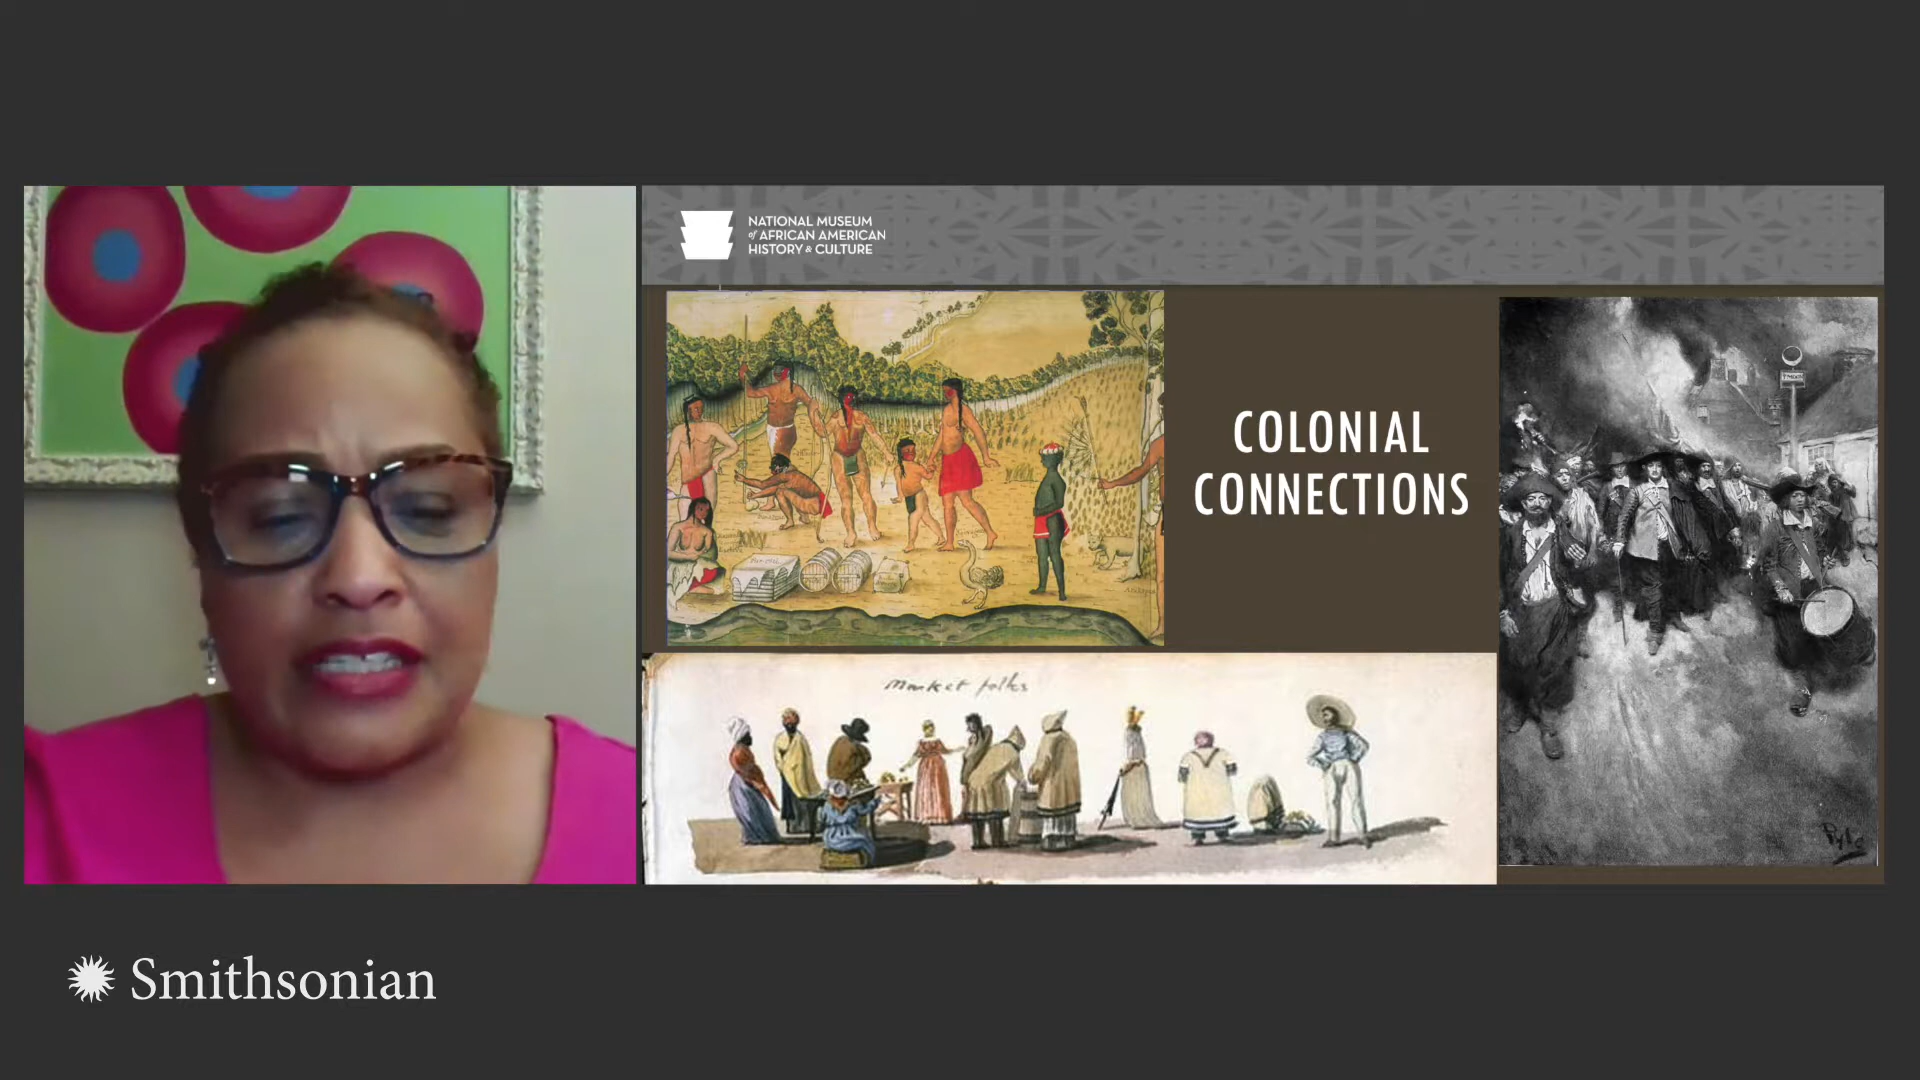 NATIONAL MUSEUM
of AFRICAN AMERICAN
HISTORY & CULTURE
COLONIAL
CONNECTIONS
Market folks
Pyle
Smithsonian